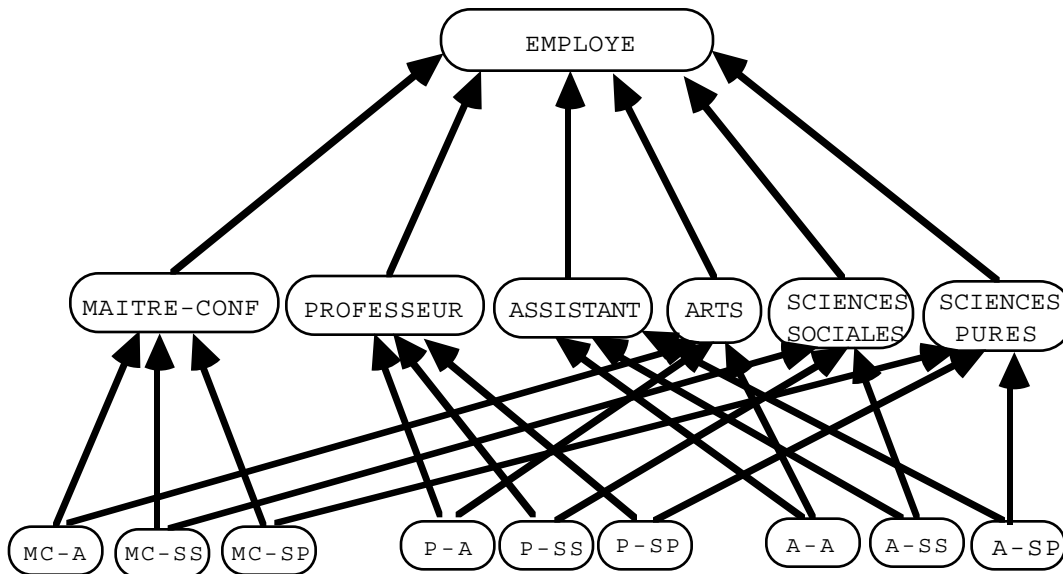 EMPLOYE
MAITRE-CONF
PROFESSEUR
ASSISTANT
ARTS
SCIENCES
SOCIALES
SCIENCES
PURES
MC-A
MC-SS
MC-SP
P-A
P-SS
P-SP
A-A
A-SS
A-SP